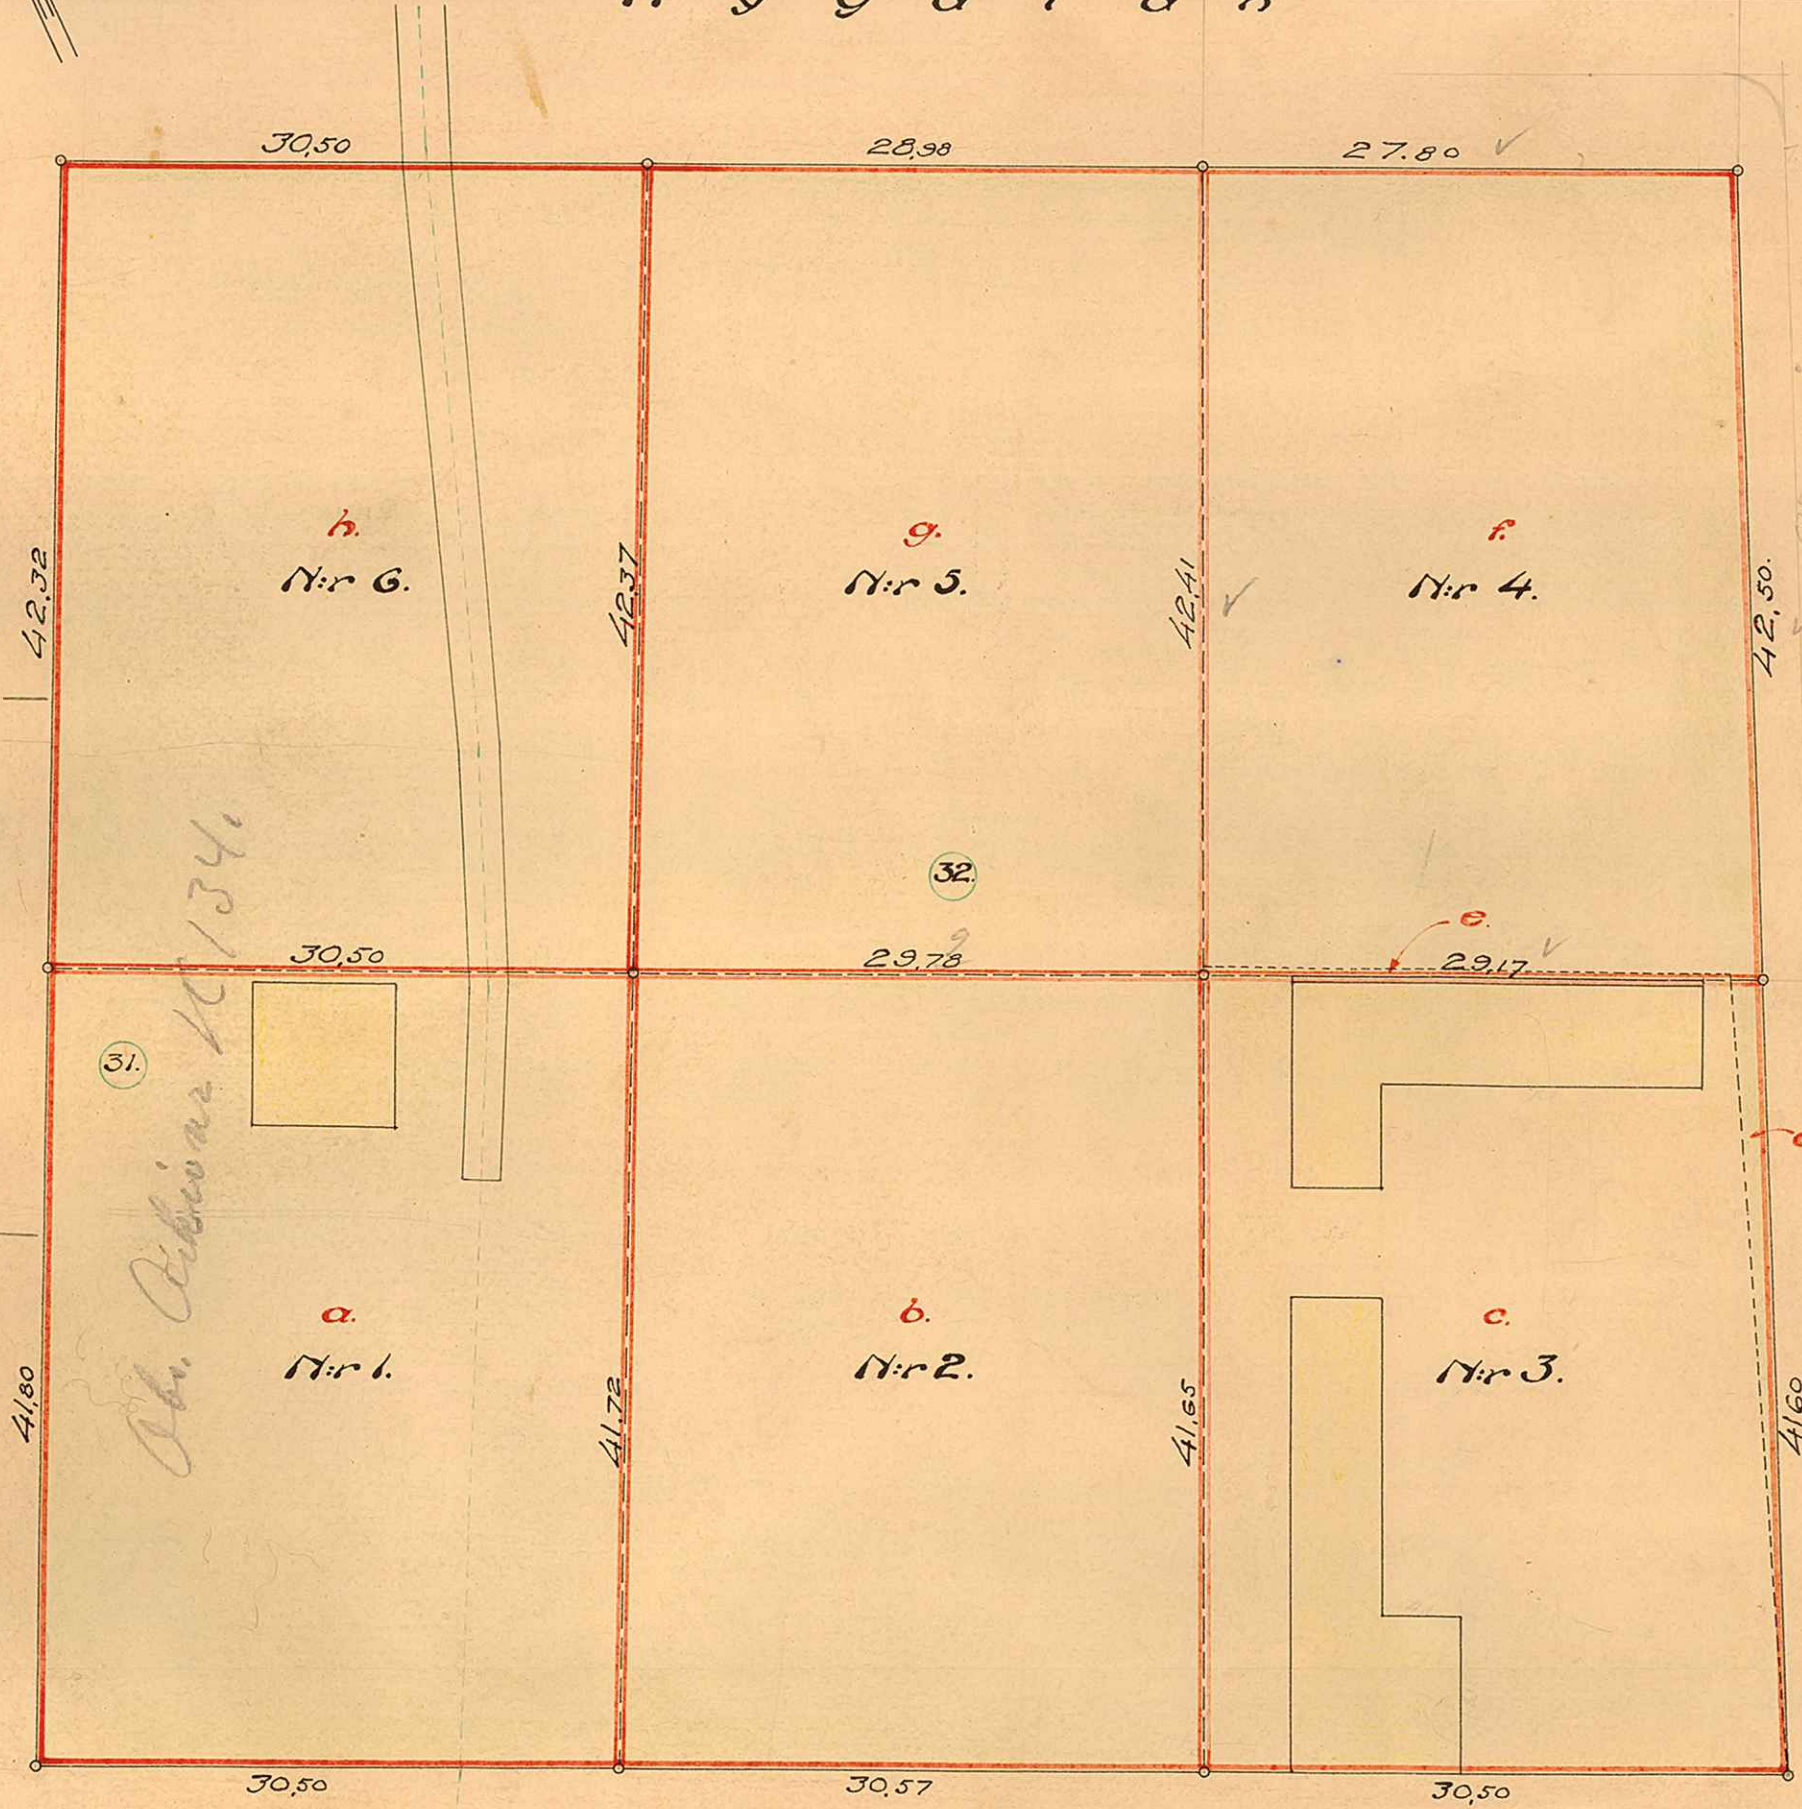 30,50
28,98
27.80
h.
N:r 6.
g.
N:r 5.
f.
N:r 4.
42,32
42,37
42,41
42,50.
32.
e.
30,50
29,78
9
29,17
31.
a.
N:r 1.
b.
N:r 2.
c.
N:r 3.
41,80
41,72
41,65
41,60
30,50
30,57
30,50